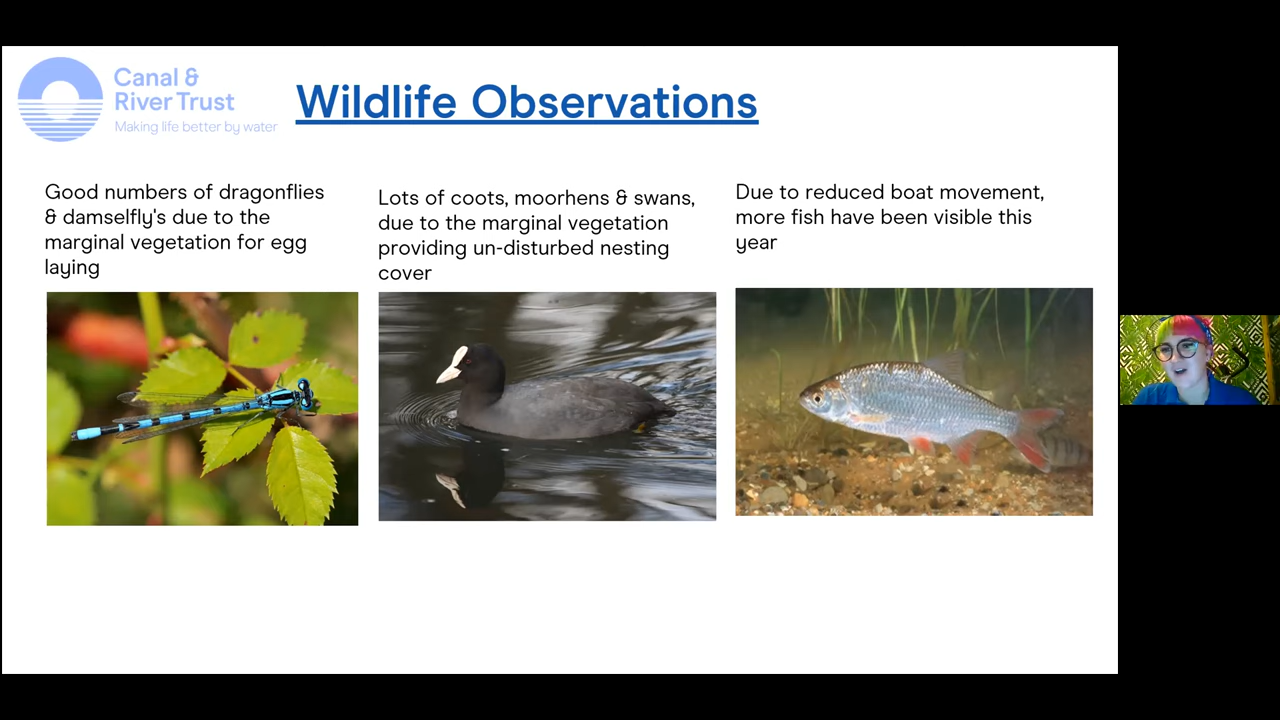 Canal &
River Trust
Making life better by water
Wildlife Observations
Good numbers of dragonflies
& damselfly's due to the
marginal vegetation for egg
laying
Lots of coots, moorhens & swans,
due to the marginal vegetation
providing un-disturbed nesting
cover
Due to reduced boat movement,
more fish have been visible this
year